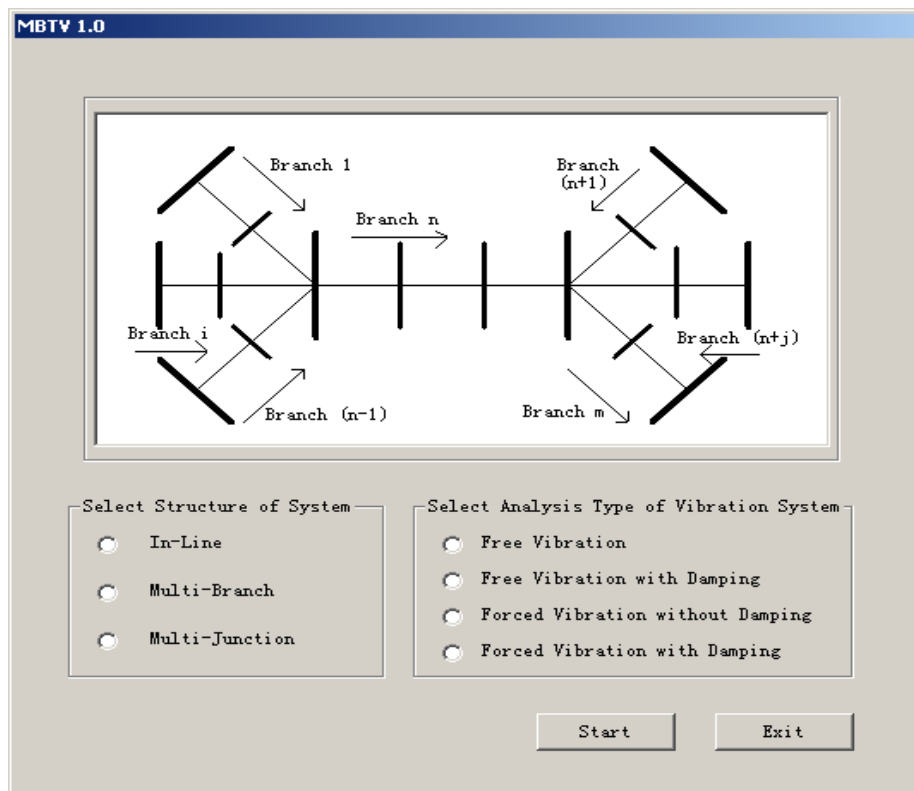 MBTV 1.0
Branch 1
Branch
(n+1)
Branch n
Branch i
Branch (n+j)
Branch (n-1)
Branch m
Select Structure of System
In-Line
Multi-Branch
Multi-Junction
Select Analysis Type of Vibration System
Free Vibration
Free Vibration with Damping
Forced Vibration without Damping
Forced Vibration with Damping
Start
Exit